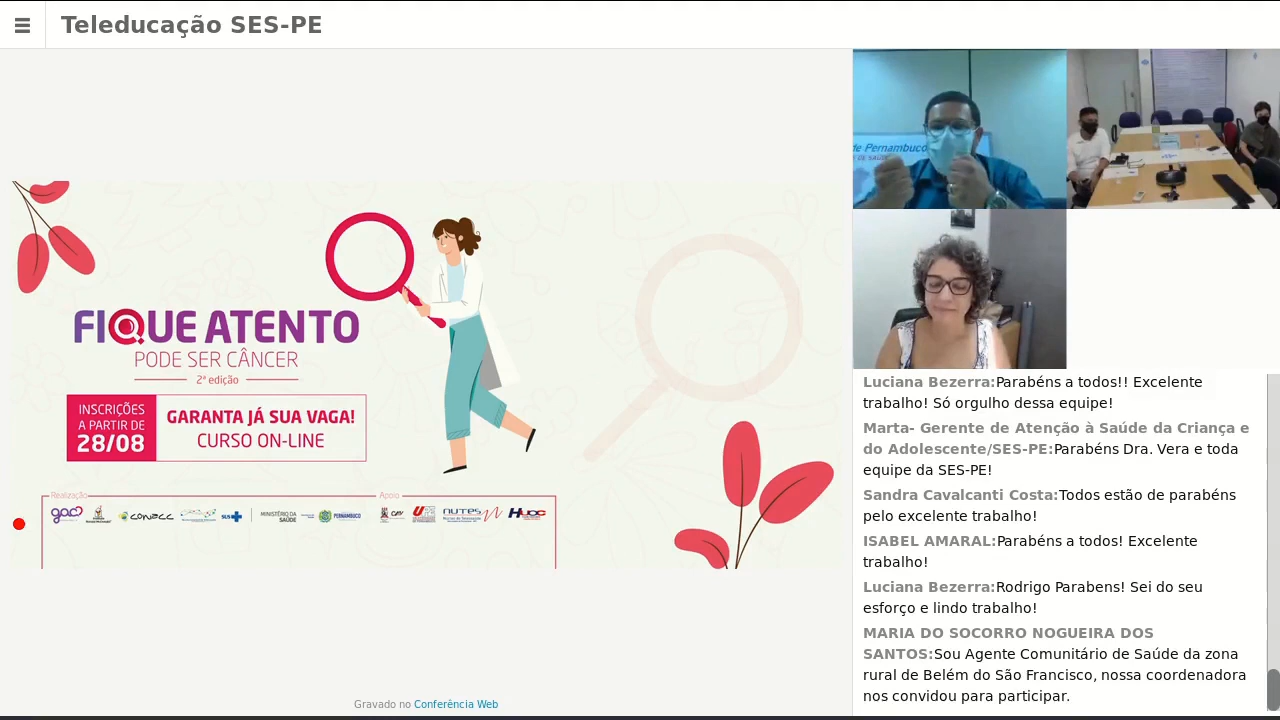 Teleducação SES-PE
FIQUE ATENTO
PODE SER CÂNCER
2ª edição
INSCRIÇÕES
A PARTIR DE
28/08
GARANTA JÁ SUA VAGA!
CURSO ON-LINE
Realização
Apoio
gac
coniacc
SUS
MINISTÉRIO DA
SAÚDE
PERNAMBUCO
nutes
HUOC
de Pernambuco
Luciana Bezerra:Parabéns a todos!! Excelente
trabalho! Só orgulho dessa equipe!
Marta- Gerente de Atenção à Saúde da Criança e
do Adolescente/SES-PE:Parabéns Dra. Vera e toda
equipe da SES-PE!
Sandra Cavalcanti Costa:Todos estão de parabéns
pelo excelente trabalho!
ISABEL AMARAL:Parabéns a todos! Excelente
trabalho!
Luciana Bezerra:Rodrigo Parabens! Sei do seu
esforço e lindo trabalho!
MARIA DO SOCORRO NOGUEIRA DOS
SANTOS:Sou Agente Comunitário de Saúde da zona
rural de Belém do São Francisco, nossa coordenadora
nos convidou para participar.
Gravado no Conferência Web